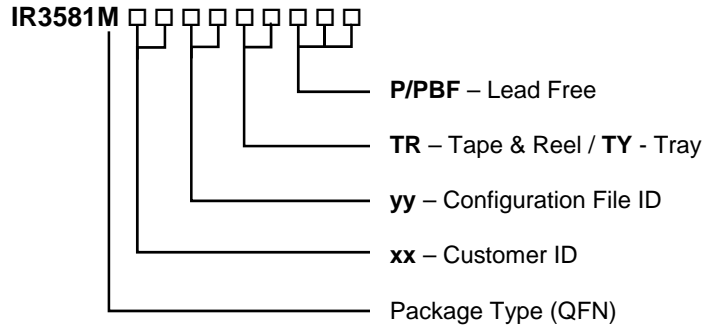 IR3581M
P/PBF – Lead Free
TR – Tape & Reel / TY - Tray
yy – Configuration File ID
xx – Customer ID
Package Type (QFN)